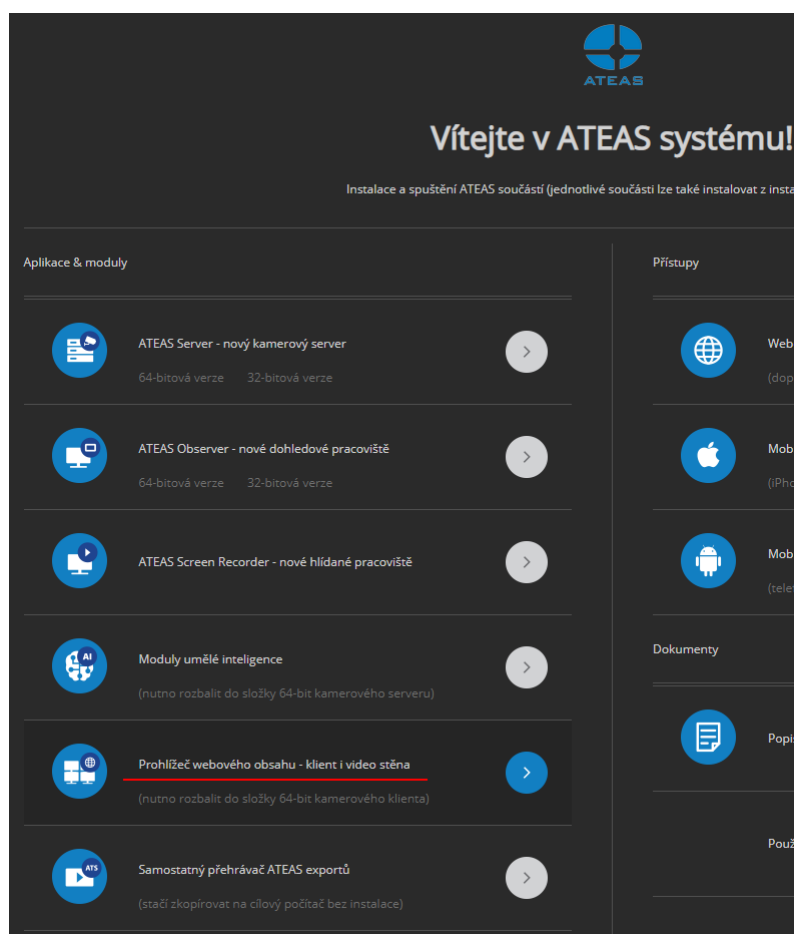 ATEAS
Vítejte v ATEAS systému!
Instalace a spuštění ATEAS součástí (jednotlivé součásti lze také instalovat z
Aplikace & moduly
ATEAS Server - nový kamerový server
64-bitová verze 32-bitová verze
ATEAS Observer - nové dohledové pracoviště
64-bitová verze 32-bitová verze
ATEAS Screen Recorder - nové hlídané pracoviště
AI
Moduly umělé inteligence
(nutno rozbalit do složky 64-bit kamerového serveru)
Prohlížeč webového obsahu - klient i video stěna
(nutno rozbalit do složky 64-bit kamerového klienta)
ATS
Samostatný přehrávač ATEAS exportů
(stačí zkopírovat na cílový počítač bez instalace)
Přístupy
Web
(dop
Mob
(iPho
Mob
(tele
Dokumenty
Popi
Použ